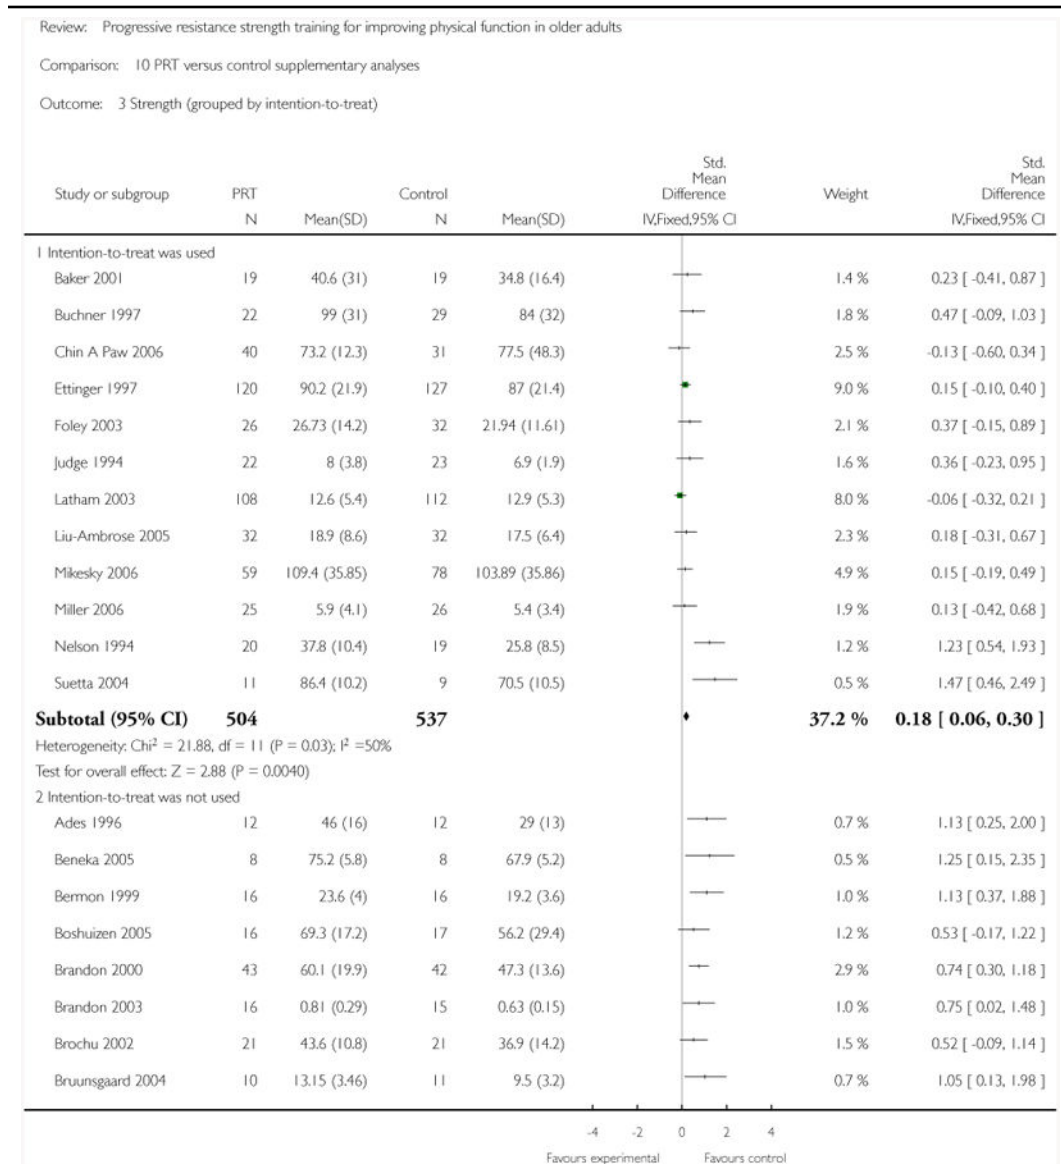 Review: Progressive resistance strength training for improving physical function in older adults
Comparison: 10 PRT versus control supplementary analyses
Outcome: 3 Strength (grouped by intention-to-treat)
Study or subgroup PRT Control Std. Mean Difference Weight Std. Mean Difference
N Mean(SD) N Mean(SD) IV,Fixed,95% CI IV,Fixed,95% CI
1 Intention-to-treat was used
Baker 2001 19 40.6 (31) 19 34.8 (16.4) 1.4 % 0.23 [ -0.41, 0.87 ]
Buchner 1997 22 99 (31) 29 84 (32) 1.8 % 0.47 [ -0.09, 1.03 ]
Chin A Paw 2006 40 73.2 (12.3) 31 77.5 (48.3) 2.5 % -0.13 [ -0.60, 0.34 ]
Ettinger 1997 120 90.2 (21.9) 127 87 (21.4) 9.0 % 0.15 [ -0.10, 0.40 ]
Foley 2003 26 26.73 (14.2) 32 21.94 (11.61) 2.1 % 0.37 [ -0.15, 0.89 ]
Judge 1994 22 8 (3.8) 23 6.9 (1.9) 1.6 % 0.36 [ -0.23, 0.95 ]
Latham 2003 108 12.6 (5.4) 112 12.9 (5.3) 8.0 % -0.06 [ -0.32, 0.21 ]
Liu-Ambrose 2005 32 18.9 (8.6) 32 17.5 (6.4) 2.3 % 0.18 [ -0.31, 0.67 ]
Mikesky 2006 59 109.4 (35.85) 78 103.89 (35.86) 4.9 % 0.15 [ -0.19, 0.49 ]
Miller 2006 25 5.9 (4.1) 26 5.4 (3.4) 1.9 % 0.13 [ -0.42, 0.68 ]
Nelson 1994 20 37.8 (10.4) 19 25.8 (8.5) 1.2 % 1.23 [ 0.54, 1.93 ]
Suetta 2004 11 86.4 (10.2) 9 70.5 (10.5) 0.5 % 1.47 [ 0.46, 2.49 ]
Subtotal (95% CI) 504 537 37.2 % 0.18 [ 0.06, 0.30 ]
Heterogeneity: Chi² = 21.88, df = 11 (P = 0.03); I² =50%
Test for overall effect: Z = 2.88 (P = 0.0040)
2 Intention-to-treat was not used
Ades 1996 12 46 (16) 12 29 (13) 0.7 % 1.13 [ 0.25, 2.00 ]
Beneka 2005 8 75.2 (5.8) 8 67.9 (5.2) 0.5 % 1.25 [ 0.15, 2.35 ]
Bermon 1999 16 23.6 (4) 16 19.2 (3.6) 1.0 % 1.13 [ 0.37, 1.88 ]
Boshuizen 2005 16 69.3 (17.2) 17 56.2 (29.4) 1.2 % 0.53 [ -0.17, 1.22 ]
Brandon 2000 43 60.1 (19.9) 42 47.3 (13.6) 2.9 % 0.74 [ 0.30, 1.18 ]
Brandon 2003 16 0.81 (0.29) 15 0.63 (0.15) 1.0 % 0.75 [ 0.02, 1.48 ]
Brochu 2002 21 43.6 (10.8) 21 36.9 (14.2) 1.5 % 0.52 [ -0.09, 1.14 ]
Bruunsgaard 2004 10 13.15 (3.46) 11 9.5 (3.2) 0.7 % 1.05 [ 0.13, 1.98 ]
-4 -2 0 2 4
Favours experimental Favours control